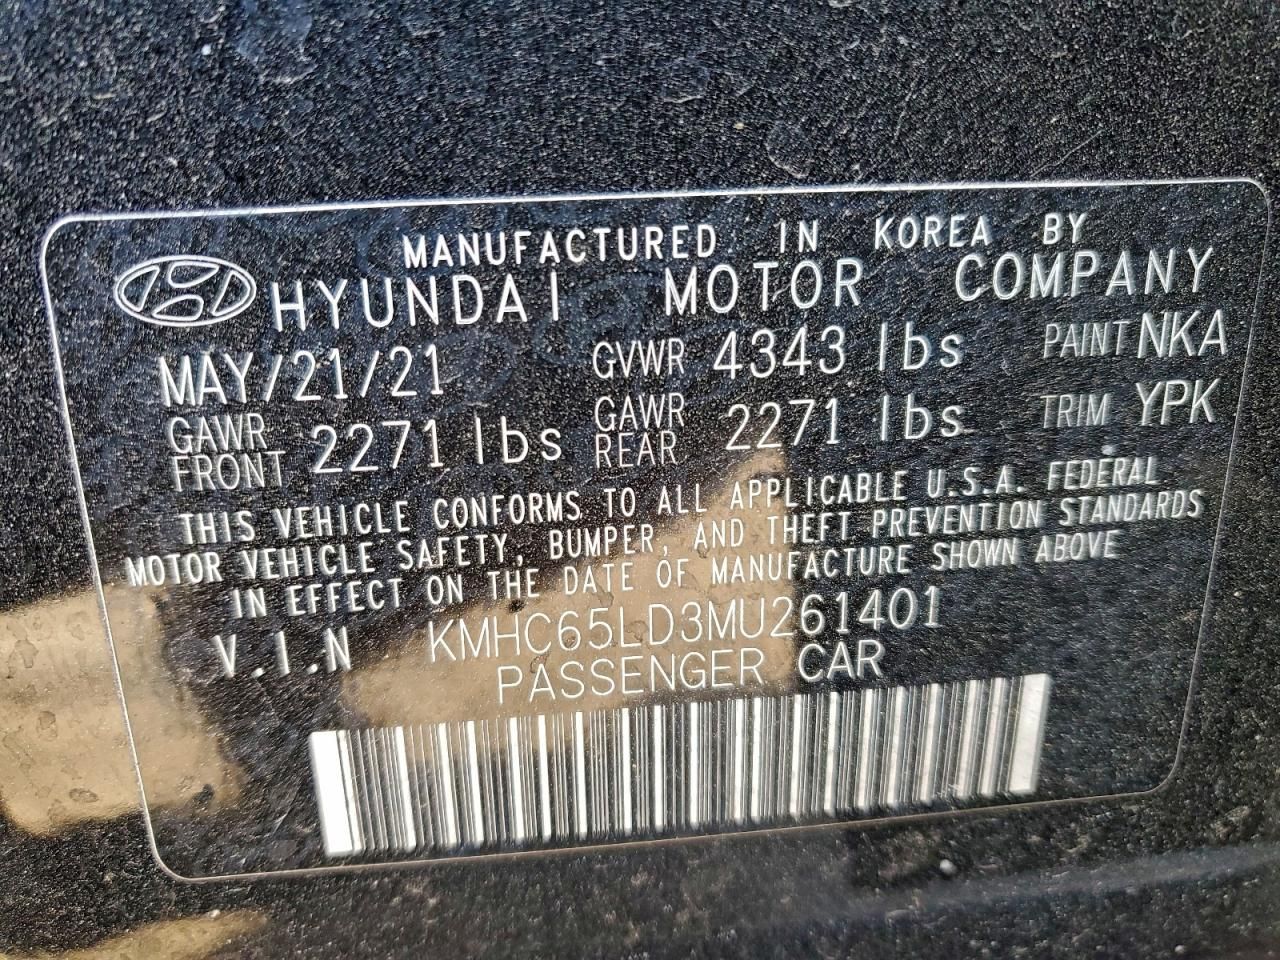 MANUFACTURED IN KOREA BY
HYUNDAI MOTOR COMPANY
MAY/21/21 GVWR 4343 lbs PAINT NKA
GAWR FRONT 2271 lbs GAWR REAR 2271 lbs TRIM YPK
THIS VEHICLE CONFORMS TO ALL APPLICABLE U.S.A. FEDERAL
MOTOR VEHICLE SAFETY, BUMPER, AND THEFT PREVENTION STANDARDS
IN EFFECT ON THE DATE OF MANUFACTURE SHOWN ABOVE
V.I.N KMHC65LD3MU261401
PASSENGER CAR